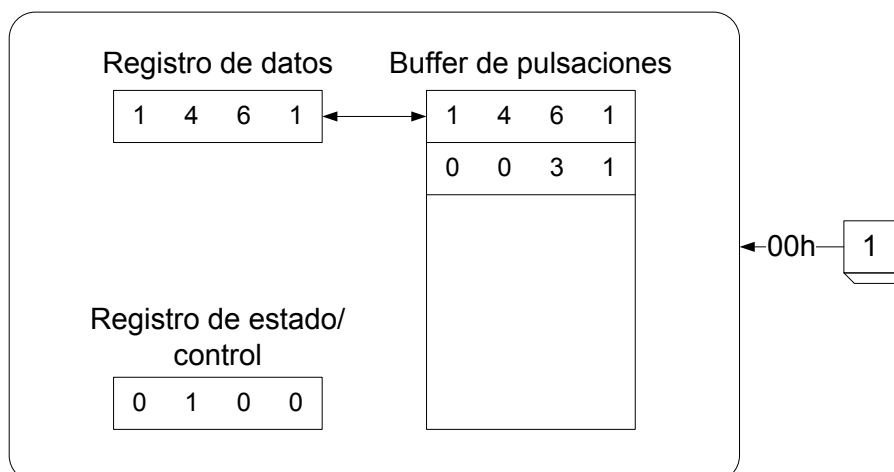 Registro de datos
1 4 6 1
Buffer de pulsaciones
1 4 6 1
0 0 3 1
00h
1
Registro de estado/
control
0 1 0 0